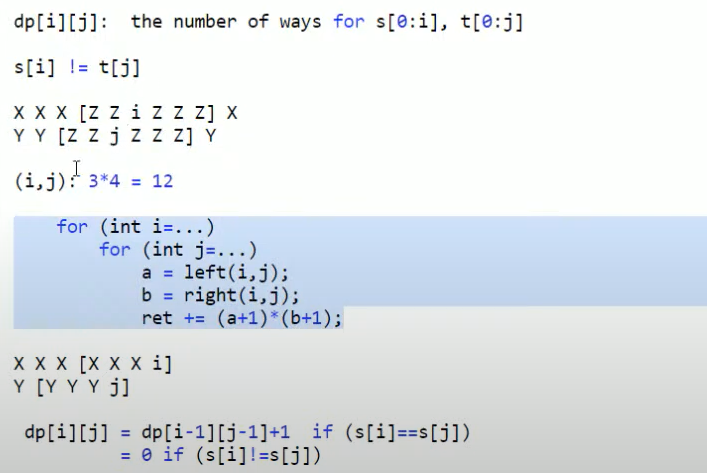 dp[i][j]:  the number of ways for s[0:i], t[0:j]
s[i] != t[j]
X X X [Z Z i Z Z Z] X
Y Y [Z Z j Z Z Z] Y
(i,j): 3*4 = 12
for (int i=...)
for (int j=...)
a = left(i,j);
b = right(i,j);
ret += (a+1)*(b+1);
X X X [X X X i]
Y [Y Y Y j]
dp[i][j] = dp[i-1][j-1]+1  if (s[i]==s[j])
= 0 if (s[i]!=s[j])